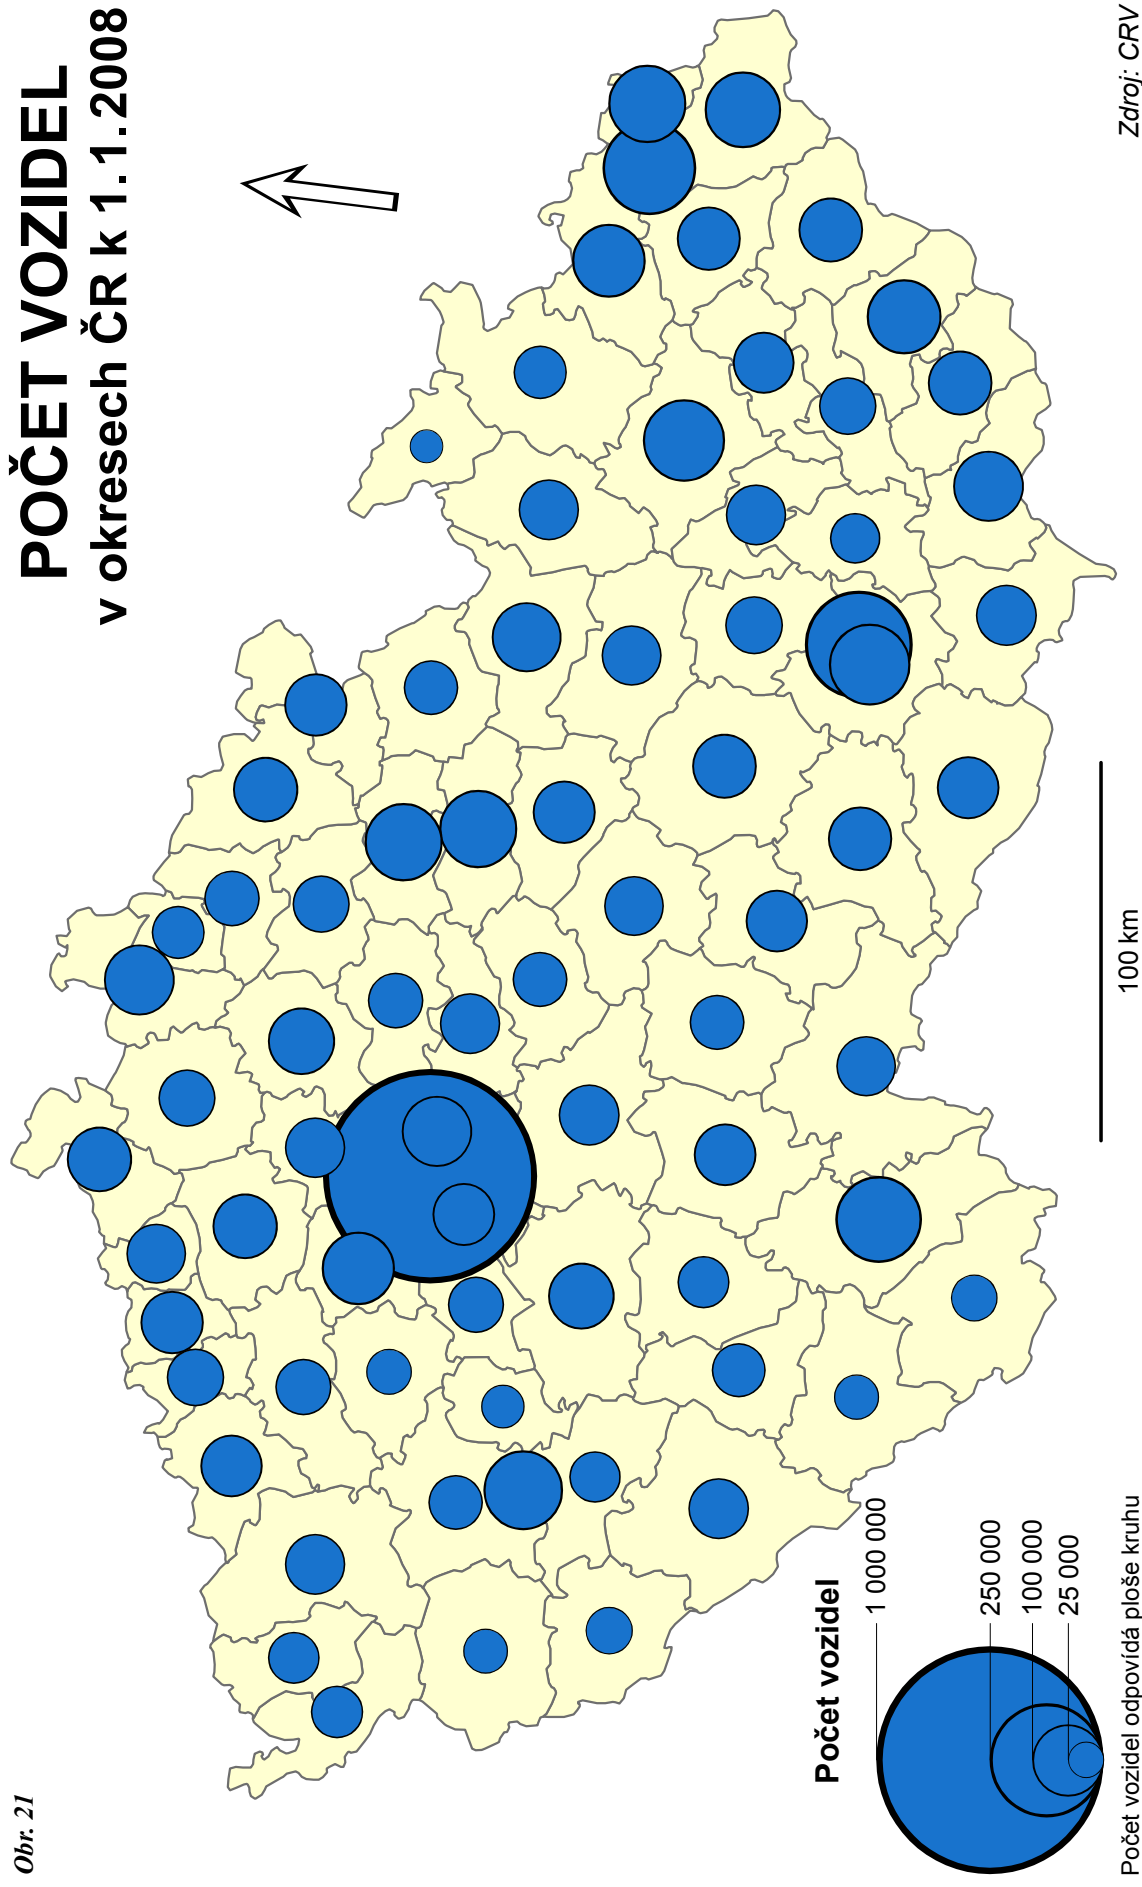 Obr. 21
POČET VOZIDEL
v okresech ČR k 1.1.2008
Počet vozidel
1 000 000
250 000
100 000
25 000
Počet vozidel odpovídá ploše kruhu
100 km
Zdroj: CRV